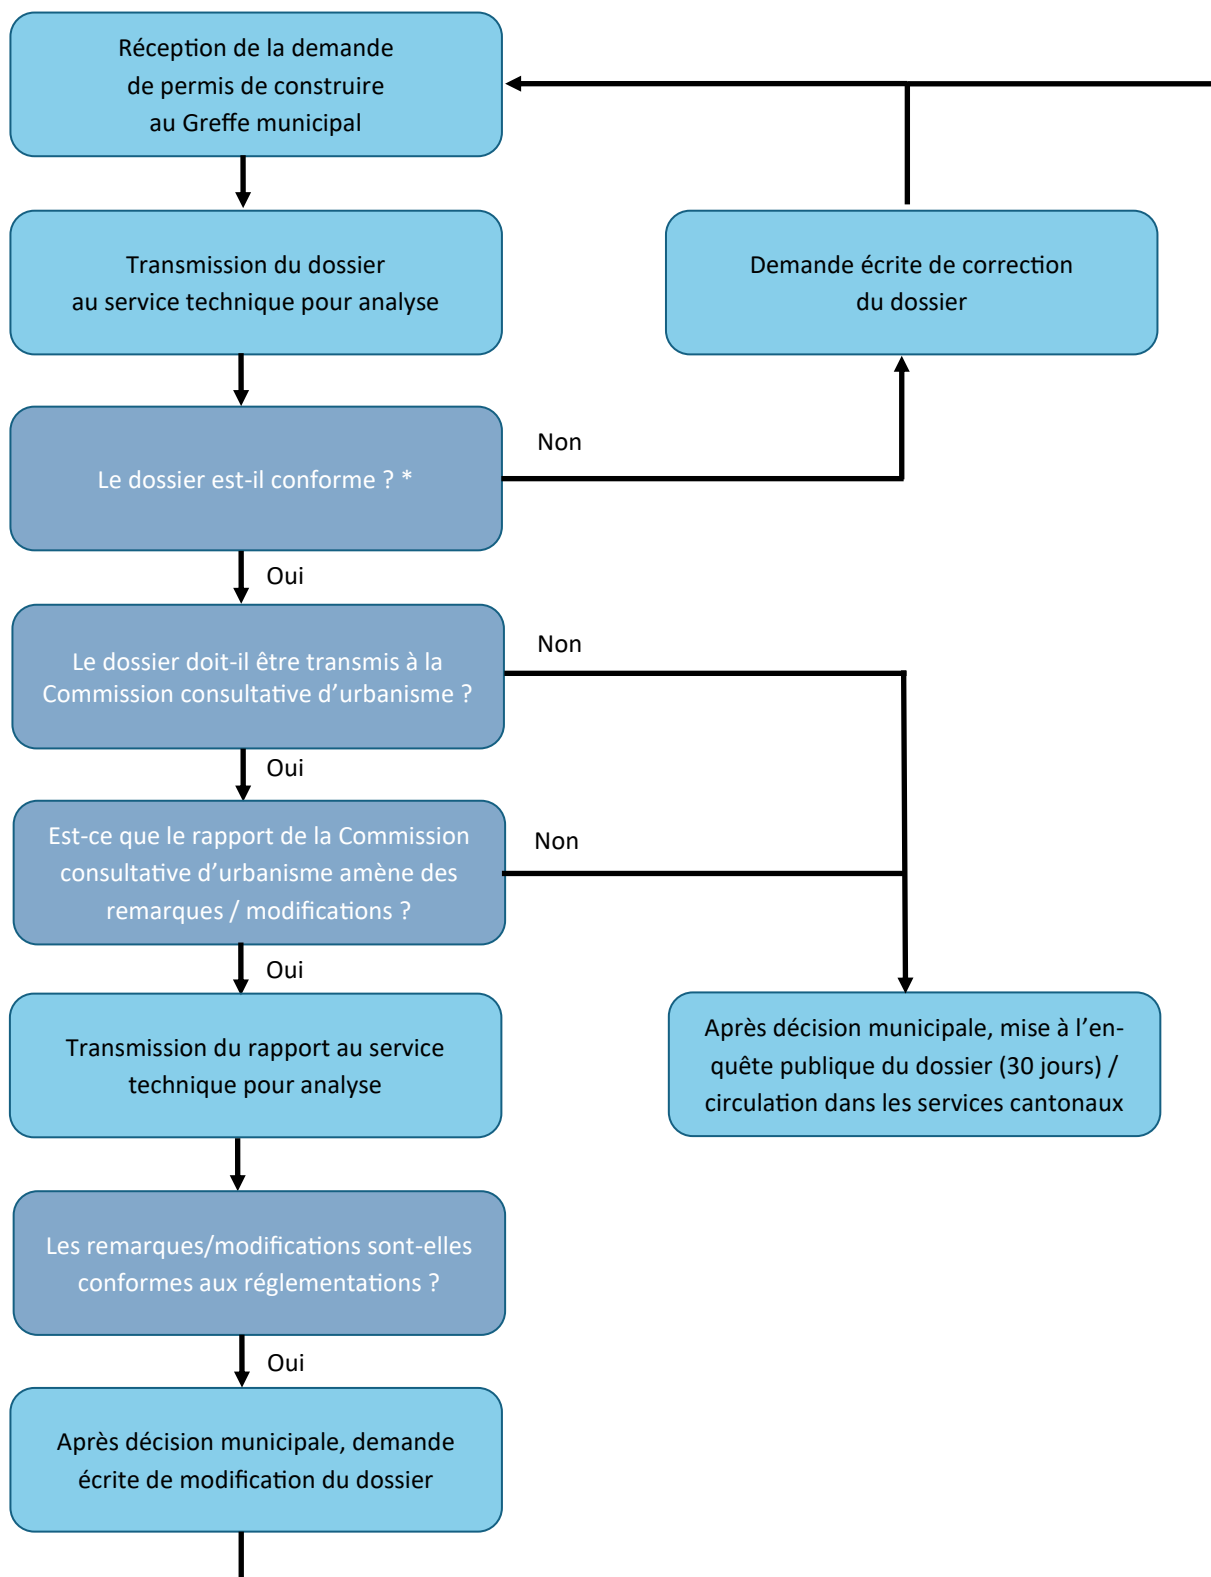 Réception de la demande
de permis de construire
au Greffe municipal
Transmission du dossier
au service technique pour analyse
Demande écrite de correction
du dossier
Le dossier est-il conforme ? *
Non
Oui
Le dossier doit-il être transmis à la
Commission consultative d’urbanisme ?
Non
Oui
Est-ce que le rapport de la Commission
consultative d’urbanisme amène des
remarques / modifications ?
Non
Oui
Transmission du rapport au service
technique pour analyse
Après décision municipale, mise à l’en-
quête publique du dossier (30 jours) /
circulation dans les services cantonaux
Les remarques/modifications sont-elles
conformes aux réglementations ?
Oui
Après décision municipale, demande
écrite de modification du dossier